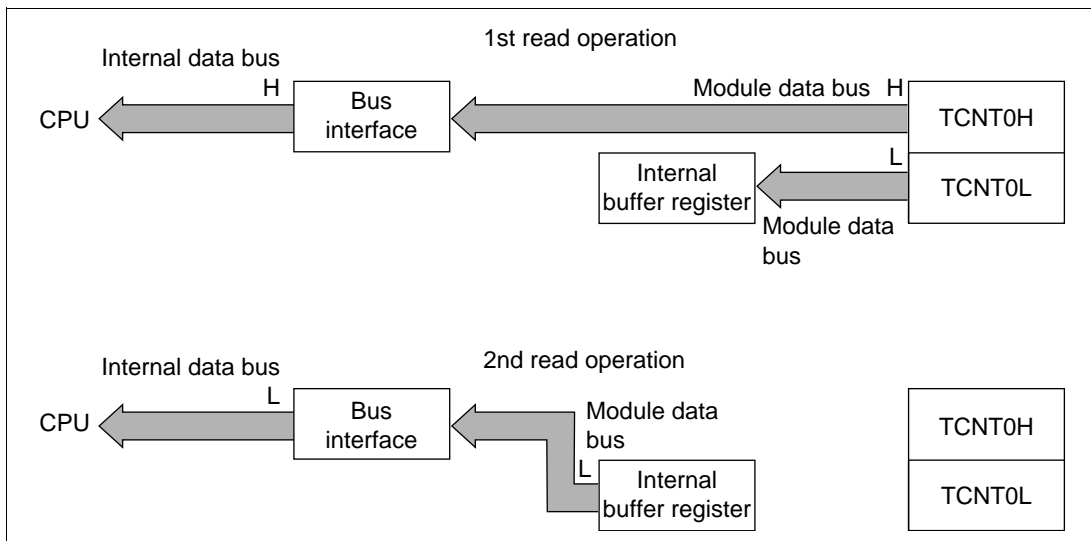 1st read operation
Internal data bus
H
CPU
Bus
interface
Module data bus H
TCNT0H
L
Internal
buffer register
TCNT0L
Module data
bus
2nd read operation
Internal data bus
L
CPU
Bus
interface
Module data
bus
TCNT0H
L
Internal
buffer register
TCNT0L